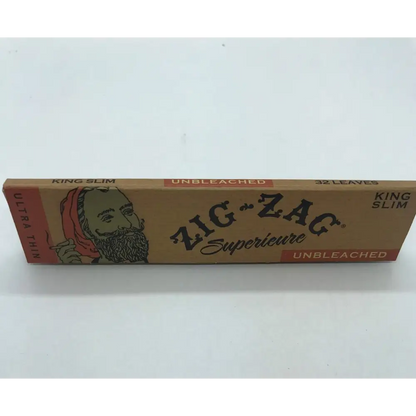 KING SLIM
UNBLEACHED
32 LEAVES
ULTRA THIN
ZIG-ZAG®
Superieure
KING
SLIM
UNBLEACHED